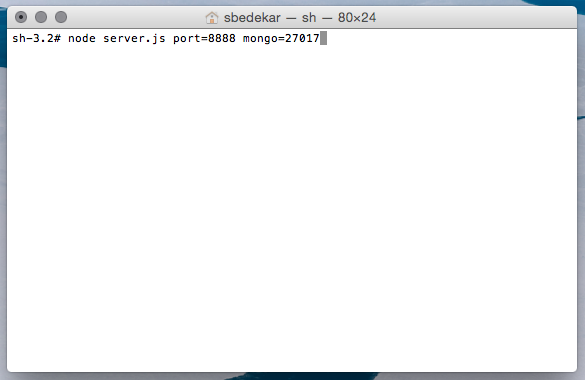 sbedekar — sh — 80×24
sh-3.2# node server.js port=8888 mongo=27017